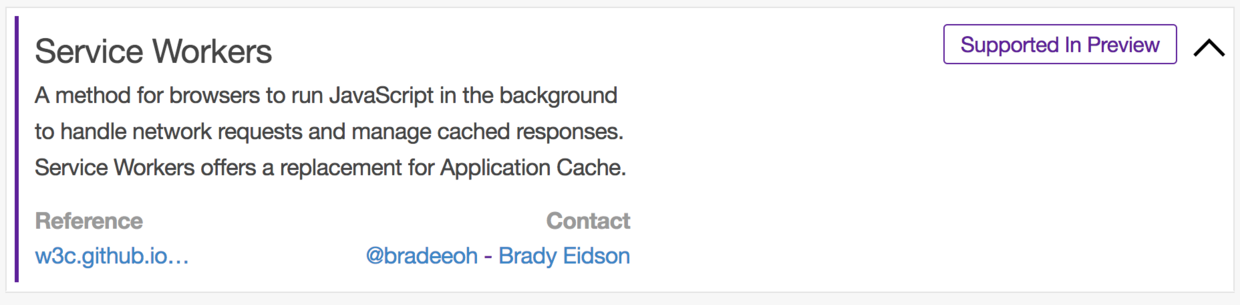 Service Workers
Supported In Preview
A method for browsers to run JavaScript in the background
to handle network requests and manage cached responses.
Service Workers offers a replacement for Application Cache.
Reference
Contact
w3c.github.io…
@bradeeoh - Brady Eidson